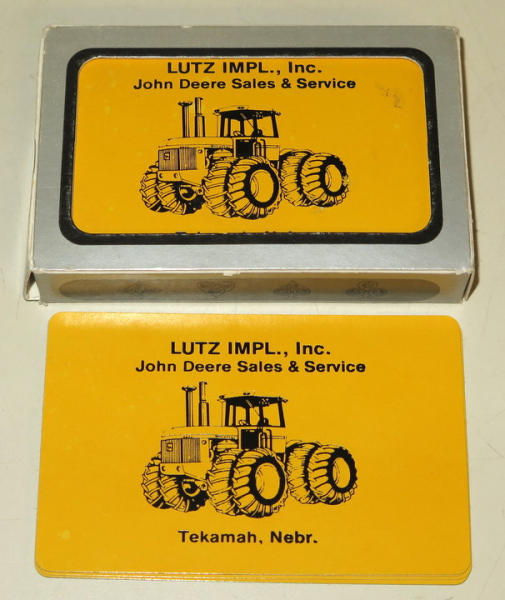 LUTZ IMPL., Inc.
John Deere Sales & Service
LUTZ IMPL., Inc.
John Deere Sales & Service
Tekamah, Nebr.